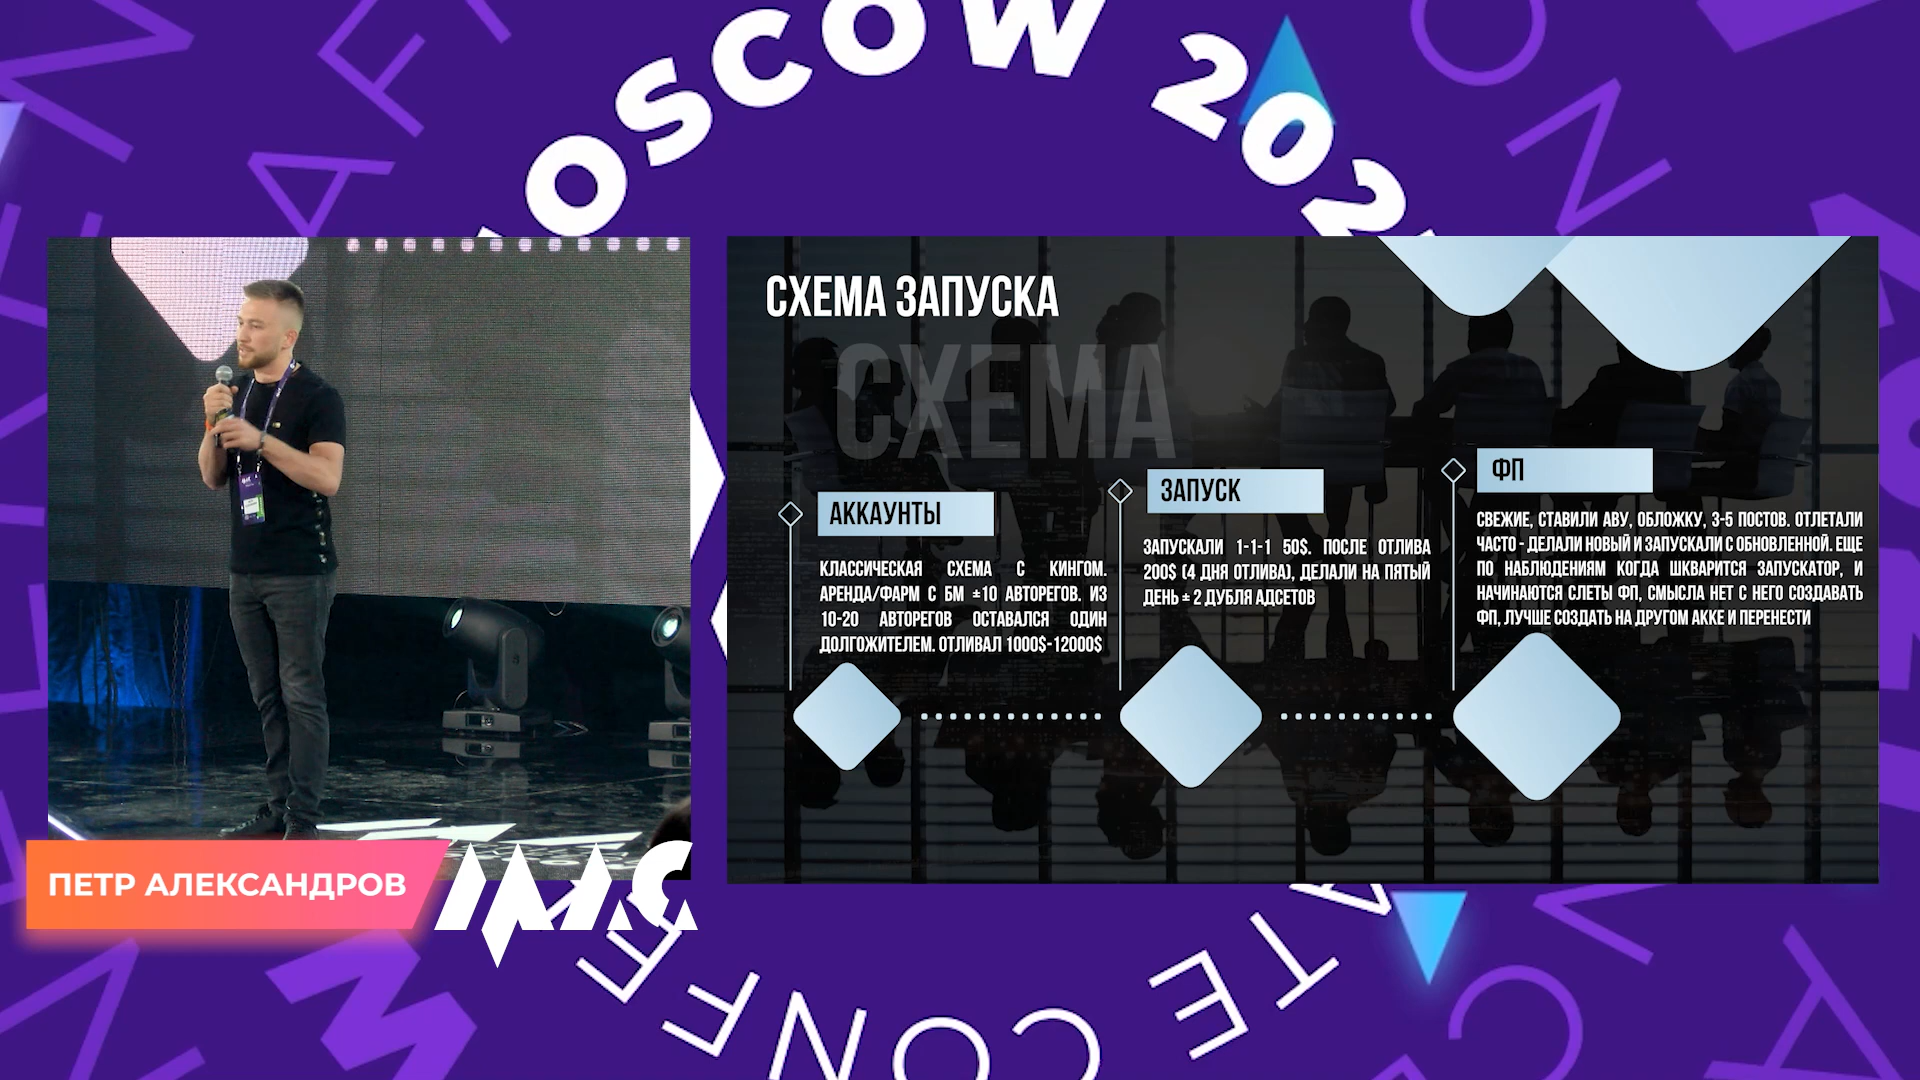 MOSCOW 202
СХЕМА ЗАПУСКА
СХЕМА
АККАУНТЫ
КЛАССИЧЕСКАЯ СХЕМА С КИНГОМ.
АРЕНДА/ФАРМ С БМ ±10 АВТОРЕГОВ. ИЗ
10-20 АВТОРЕГОВ ОСТАВАЛСЯ ОДИН
ДОЛГОЖИТЕЛЕМ. ОТЛИВАЛ 1000$-12000$
ЗАПУСК
ЗАПУСКАЛИ 1-1-1 50$. ПОСЛЕ ОТЛИВА
200$ (4 ДНЯ ОТЛИВА), ДЕЛАЛИ НА ПЯТЫЙ
ДЕНЬ ± 2 ДУБЛЯ АДСЕТОВ
ФП
СВЕЖИЕ, СТАВИЛИ АВУ, ОБЛОЖКУ, 3-5 ПОСТОВ. ОТЛЕТАЛИ
ЧАСТО - ДЕЛАЛИ НОВЫЙ И ЗАПУСКАЛИ С ОБНОВЛЕННОЙ. ЕЩЕ
ПО НАБЛЮДЕНИЯМ КОГДА ШКВАРИТСЯ ЗАПУСКАТОР, И
НАЧИНАЮТСЯ СЛЕТЫ ФП, СМЫСЛА НЕТ С НЕГО СОЗДАВАТЬ
ФП, ЛУЧШЕ СОЗДАТЬ НА ДРУГОМ АККЕ И ПЕРЕНЕСТИ
ПЕТР АЛЕКСАНДРОВ
ATE CONFE